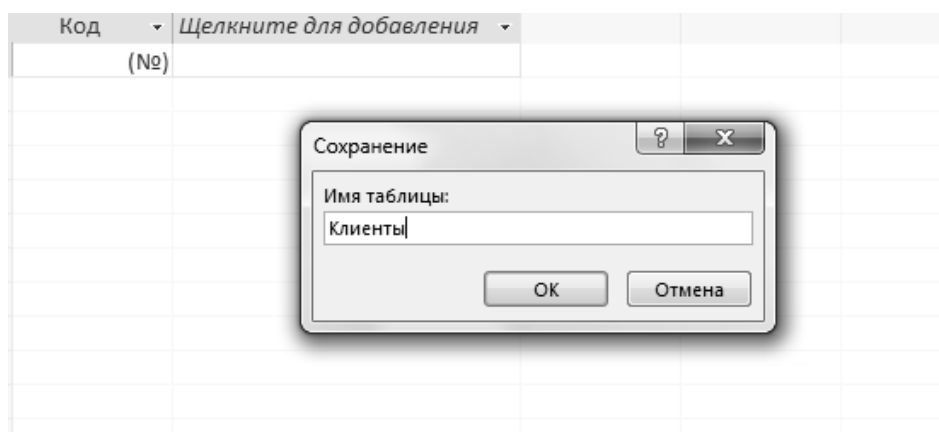 Код Щелкните для добавления
(№)
Сохранение
Имя таблицы:
Клиенты
ОК Отмена